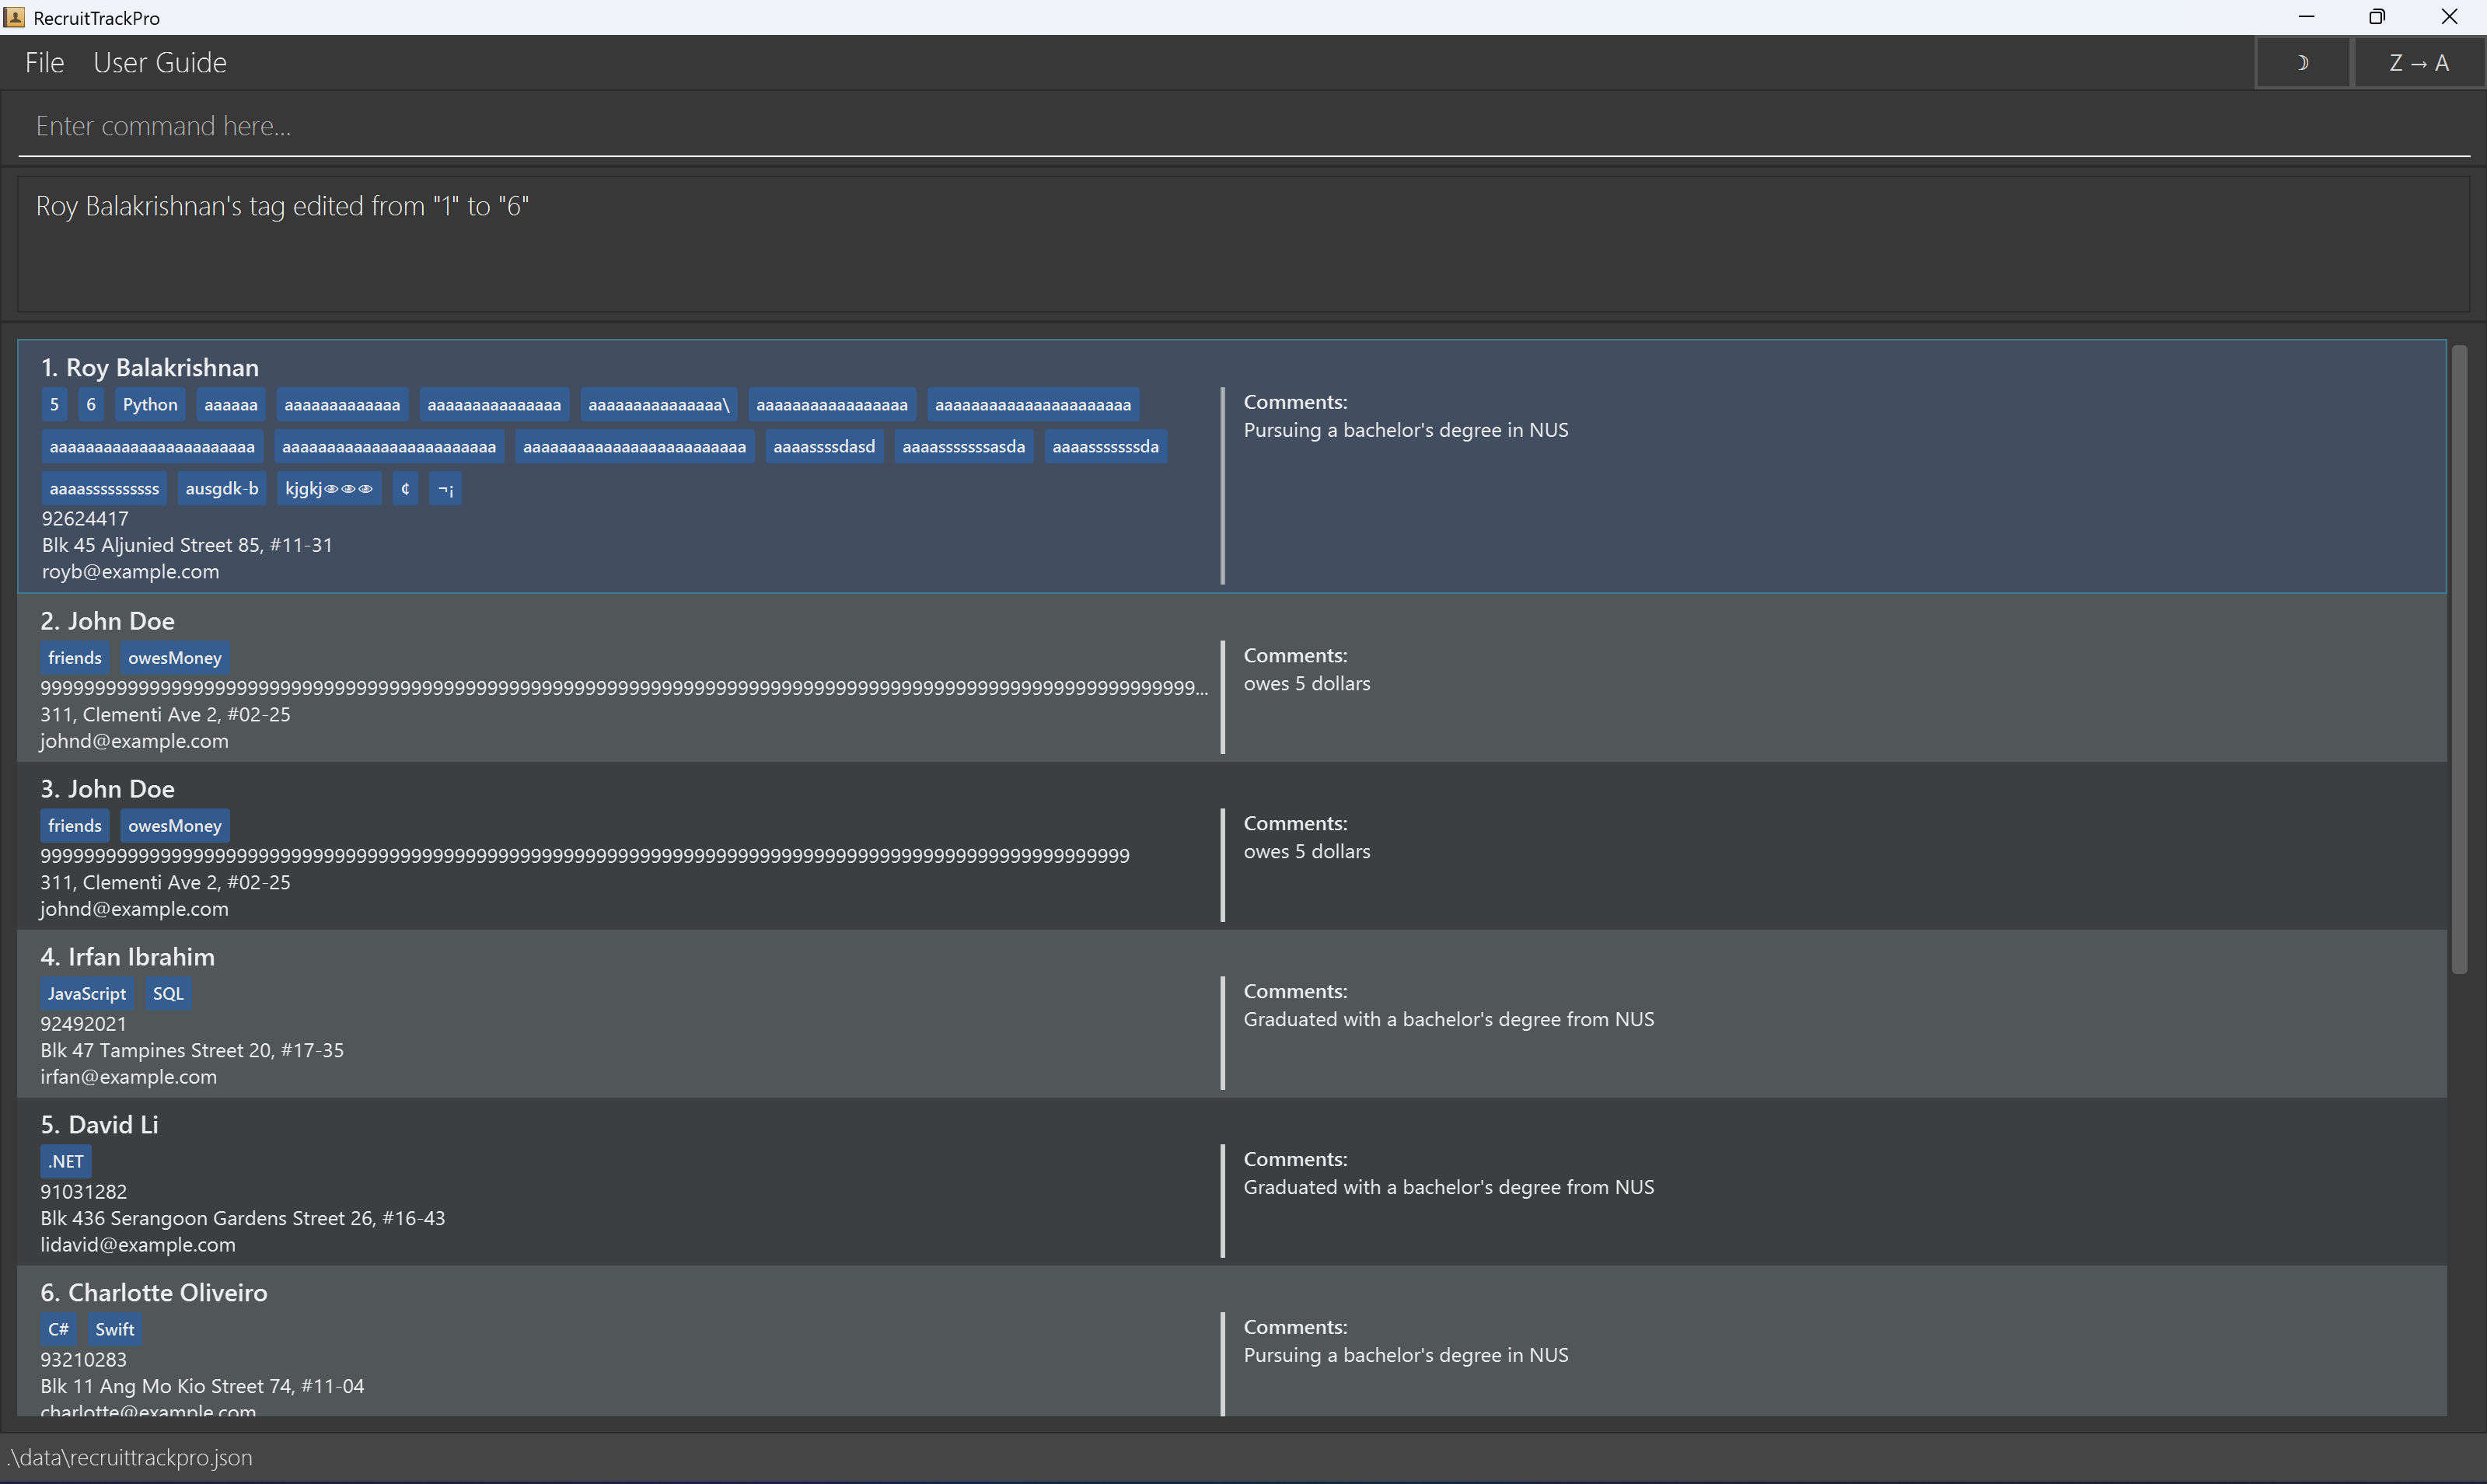 RecruitTrackPro
File User Guide Z → A
Enter command here...
Roy Balakrishnan's tag edited from "1" to "6"
1. Roy Balakrishnan
5 6 Python aaaaaa aaaaaaaaaaaaa aaaaaaaaaaaaaaa aaaaaaaaaaaaaaa\ aaaaaaaaaaaaaaaaa aaaaaaaaaaaaaaaaaaaaaa
aaaaaaaaaaaaaaaaaaaaaaa aaaaaaaaaaaaaaaaaaaaaaaa aaaaaaaaaaaaaaaaaaaaaaaaa aaaassssdasd aaaasssssssasda aaaasssssssda
aaaassssssssss ausgdk-b kjgkj👁👁👁 ¢ ¬¡
92624417
Blk 45 Aljunied Street 85, #11-31
royb@example.com
Comments:
Pursuing a bachelor's degree in NUS
2. John Doe
friends owesMoney
311, Clementi Ave 2, #02-25
johnd@example.com
Comments:
owes 5 dollars
3. John Doe
friends owesMoney
311, Clementi Ave 2, #02-25
johnd@example.com
Comments:
owes 5 dollars
4. Irfan Ibrahim
JavaScript SQL
92492021
Blk 47 Tampines Street 20, #17-35
irfan@example.com
Comments:
Graduated with a bachelor's degree from NUS
5. David Li
.NET
91031282
Blk 436 Serangoon Gardens Street 26, #16-43
lidavid@example.com
Comments:
Graduated with a bachelor's degree from NUS
6. Charlotte Oliveiro
C# Swift
93210283
Blk 11 Ang Mo Kio Street 74, #11-04
charlotte@example.com
Comments:
Pursuing a bachelor's degree in NUS
.\data\recruittrackpro.json